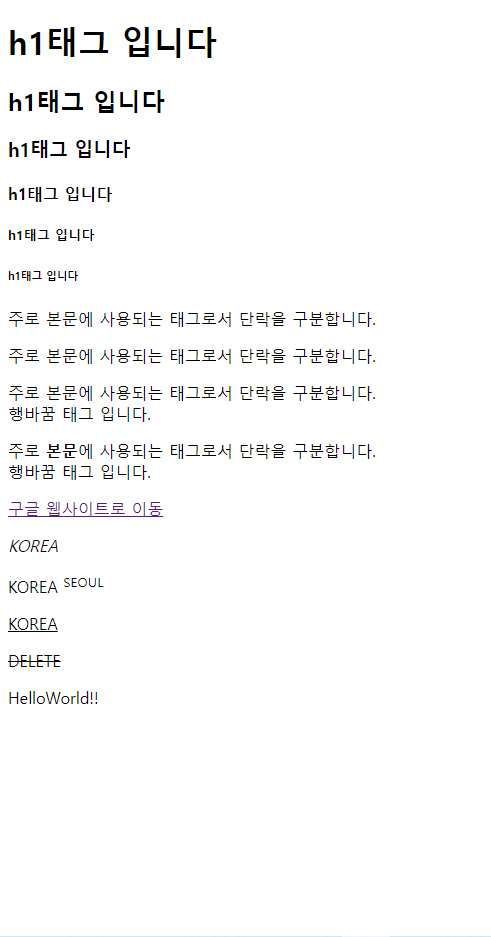 h1태그 입니다
h1태그 입니다
h1태그 입니다
h1태그 입니다
h1태그 입니다
h1태그 입니다
주로 본문에 사용되는 태그로서 단락을 구분합니다.
주로 본문에 사용되는 태그로서 단락을 구분합니다.
주로 본문에 사용되는 태그로서 단락을 구분합니다.
행바꿈 태그 입니다.
주로 본문에 사용되는 태그로서 단락을 구분합니다.
행바꿈 태그 입니다.
구글 웹사이트로 이동
KOREA
KOREA SEOUL
KOREA
DELETE
HelloWorld!!